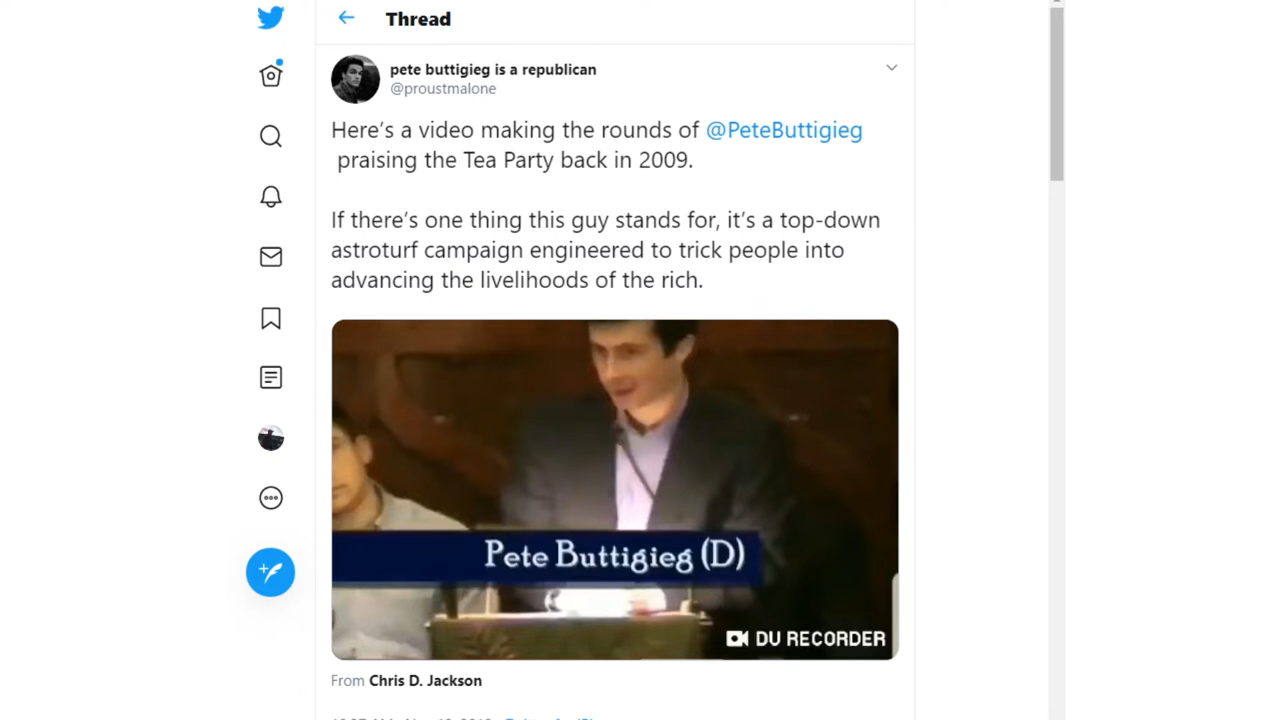 Thread
pete buttigieg is a republican
@proustmalone
Here's a video making the rounds of @PeteButtigieg
praising the Tea Party back in 2009.
If there's one thing this guy stands for, it's a top-down
astroturf campaign engineered to trick people into
advancing the livelihoods of the rich.
Pete Buttigieg (D)
DU RECORDER
From Chris D. Jackson